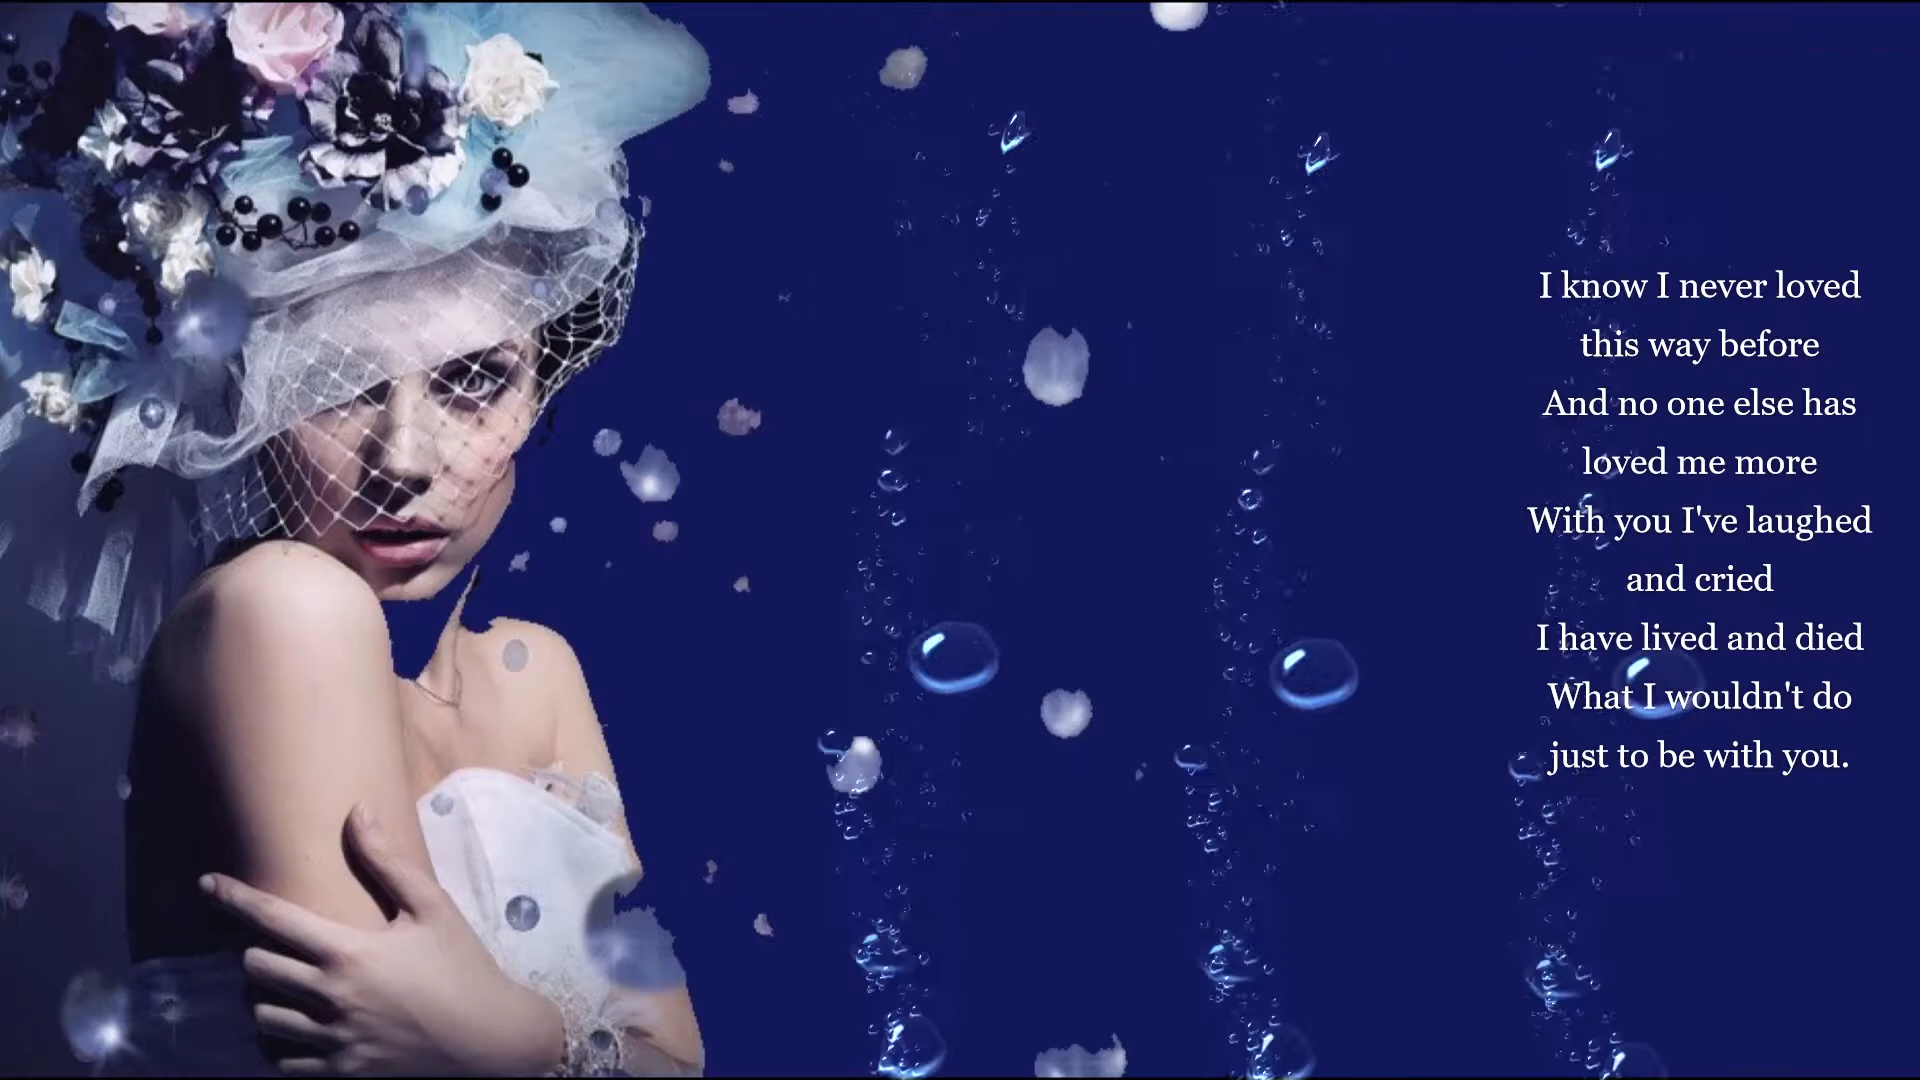 I know I never loved
this way before
And no one else has
loved me more
With you I've laughed
and cried
I have lived and died
What I wouldn't do
just to be with you.